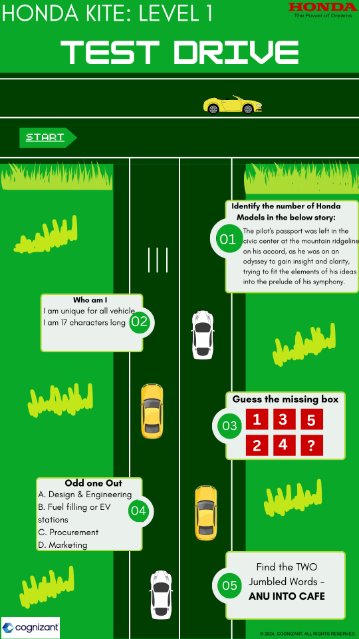 HONDA KITE: LEVEL 1
HONDA
The Power of Dreams
TEST DRIVE
START
Identify the number of Honda
Models in the below story:
01
The pilot's passport was left in the
civic center at the mountain ridgeline
on his accord, as he was on an
odyssey to gain insight and clarity,
trying to fit the elements of his ideas
into the prelude of his symphony.
Who am I
I am unique for all vehicle
I am 17 characters long
02
Guess the missing box
03
1 3 5
2 4 ?
Odd one Out
A. Design & Engineering
B. Fuel filling or EV
stations
C. Procurement
D. Marketing
04
05
Find the TWO
Jumbled Words -
ANU INTO CAFE
cognizant
© 2024, COGNIZANT. ALL RIGHTS RESERVED.